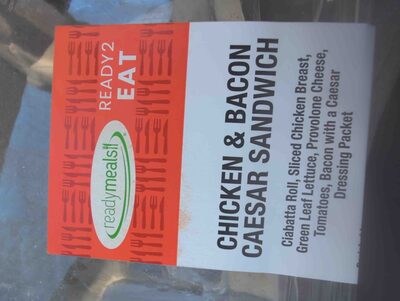 READY2
EAT
readymeals
CHICKEN & BACON
CAESAR SANDWICH
Ciabatta Roll, Sliced Chicken Breast,
Green Leaf Lettuce, Provolone Cheese,
Tomatoes, Bacon with a Caesar
Dressing Packet